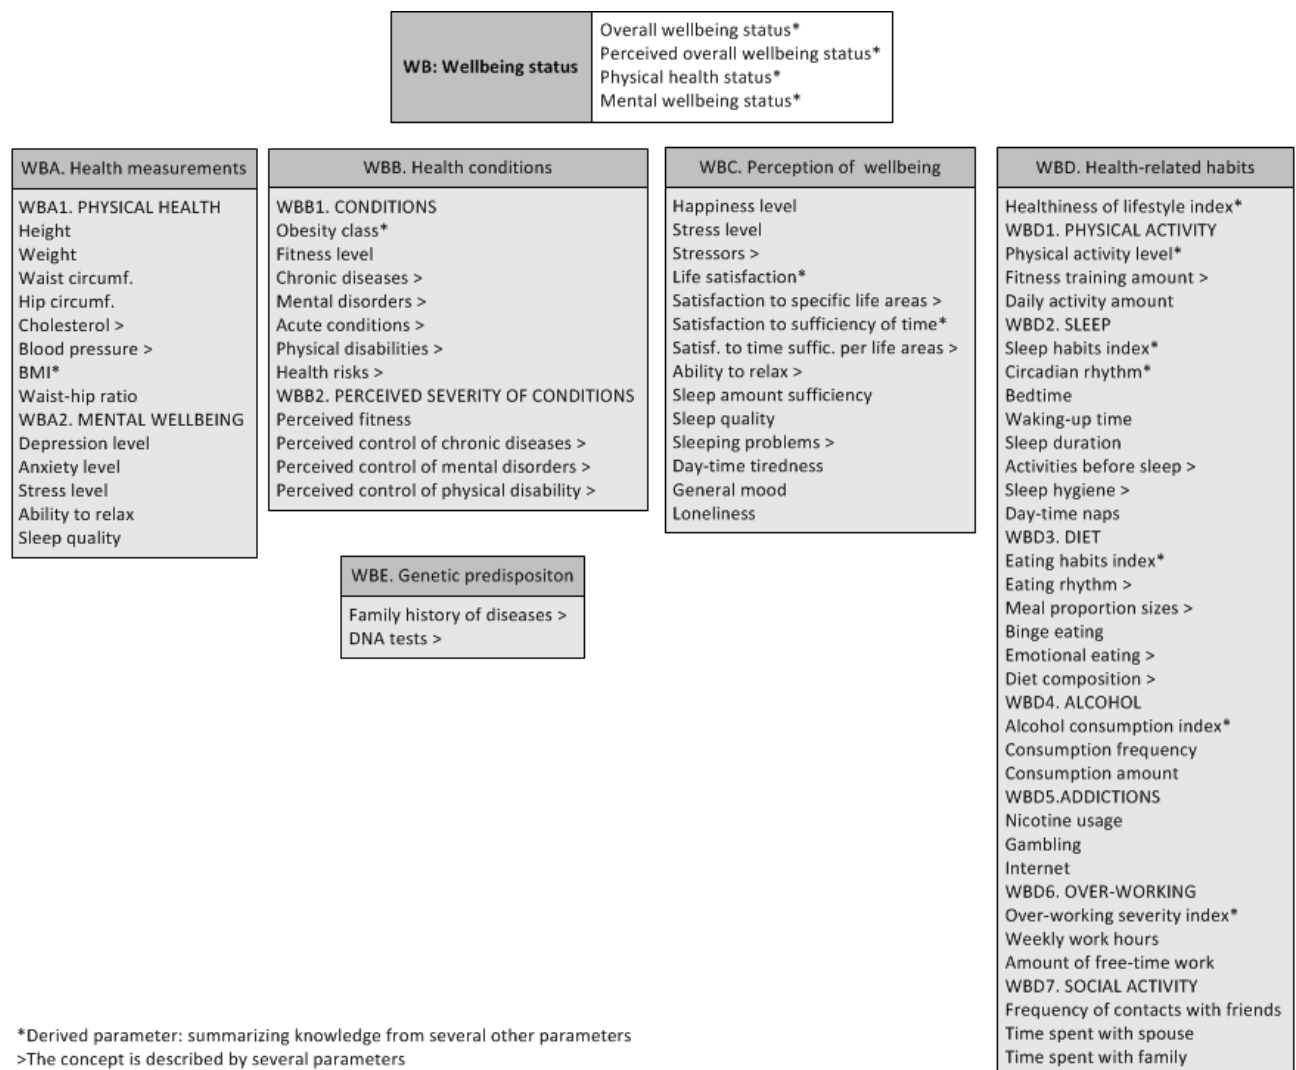 WB: Wellbeing status
Overall wellbeing status*
Perceived overall wellbeing status*
Physical health status*
Mental wellbeing status*
WBA. Health measurements
WBA1. PHYSICAL HEALTH
Height
Weight
Waist circumf.
Hip circumf.
Cholesterol >
Blood pressure >
BMI*
Waist-hip ratio
WBA2. MENTAL WELLBEING
Depression level
Anxiety level
Stress level
Ability to relax
Sleep quality
WBB. Health conditions
WBB1. CONDITIONS
Obesity class*
Fitness level
Chronic diseases >
Mental disorders >
Acute conditions >
Physical disabilities >
Health risks >
WBB2. PERCEIVED SEVERITY OF CONDITIONS
Perceived fitness
Perceived control of chronic diseases >
Perceived control of mental disorders >
Perceived control of physical disability >
WBC. Perception of wellbeing
Happiness level
Stress level
Stressors >
Life satisfaction*
Satisfaction to specific life areas >
Satisfaction to sufficiency of time*
Satisf. to time suffic. per life areas >
Ability to relax >
Sleep amount sufficiency
Sleep quality
Sleeping problems >
Day-time tiredness
General mood
Loneliness
WBD. Health-related habits
Healthiness of lifestyle index*
WBD1. PHYSICAL ACTIVITY
Physical activity level*
Fitness training amount >
Daily activity amount
WBD2. SLEEP
Sleep habits index*
Circadian rhythm*
Bedtime
Waking-up time
Sleep duration
Activities before sleep >
Sleep hygiene >
Day-time naps
WBD3. DIET
Eating habits index*
Eating rhythm >
Meal proportion sizes >
Binge eating
Emotional eating >
Diet composition >
WBD4. ALCOHOL
Alcohol consumption index*
Consumption frequency
Consumption amount
WBD5.ADDICTIONS
Nicotine usage
Gambling
Internet
WBD6. OVER-WORKING
Over-working severity index*
Weekly work hours
Amount of free-time work
WBD7. SOCIAL ACTIVITY
Frequency of contacts with friends
Time spent with spouse
Time spent with family
WBE. Genetic predispositon
Family history of diseases >
DNA tests >
*Derived parameter: summarizing knowledge from several other parameters
>The concept is described by several parameters